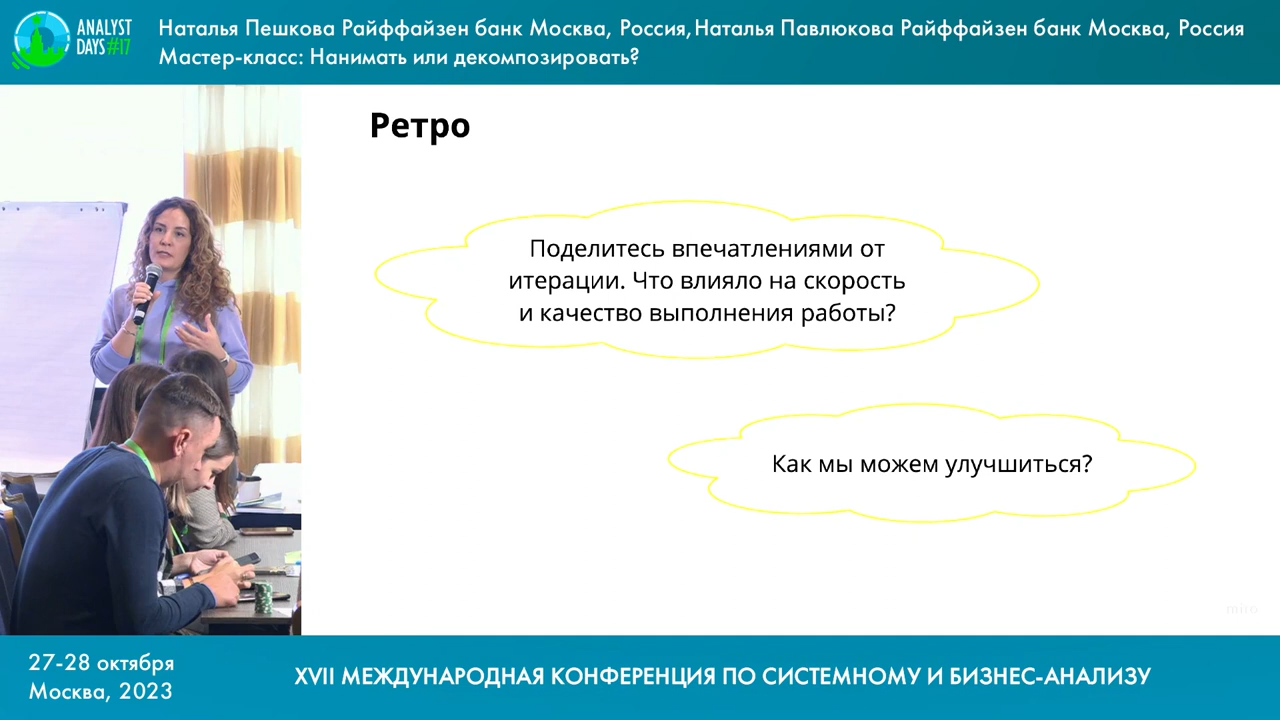 ANALYST
DAYS#17
Наталья Пешкова Райффайзен банк Москва, Россия,Наталья Павлюкова Райффайзен банк Москва, Россия
Мастер-класс: Нанимать или декомпозировать?
Ретро
Поделитесь впечатлениями от
итерации. Что влияло на скорость
и качество выполнения работы?
Как мы можем улучшиться?
miro
27-28 октября
Москва, 2023
XVII МЕЖДУНАРОДНАЯ КОНФЕРЕНЦИЯ ПО СИСТЕМНОМУ И БИЗНЕС-АНАЛИЗУ